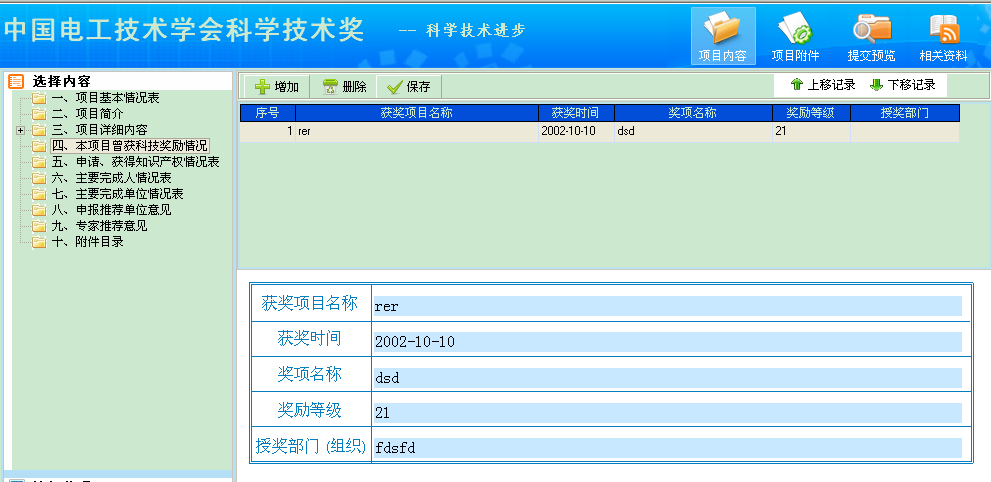 中国电工技术学会科学技术奖 -- 科学技术进步
项目内容 项目附件 提交预览 相关资料
选择内容
一、项目基本情况表
二、项目简介
三、项目详细内容
四、本项目曾获科技奖励情况
五、申请、获得知识产权情况表
六、主要完成人情况表
七、主要完成单位情况表
八、申报推荐单位意见
九、专家推荐意见
十、附件目录
增加 删除 保存 上移记录 下移记录
序号 获奖项目名称 获奖时间 奖项名称 奖励等级 授奖部门
1 rer 2002-10-10 dsd 21
获奖项目名称 rer
获奖时间 2002-10-10
奖项名称 dsd
奖励等级 21
授奖部门 (组织) fdsfd